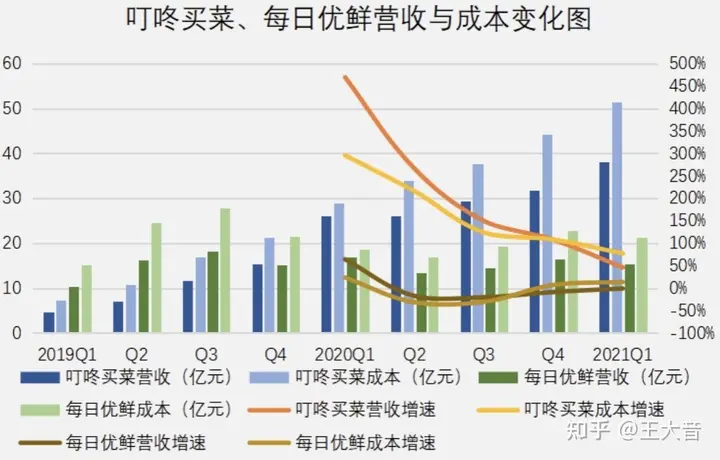 叮咚买菜、每日优鲜营收与成本变化图
60 500%
450%
50 400%
350%
40 300%
250%
30 200%
150%
20 100%
50%
10 0%
-50%
0 -100%
2019Q1 Q2 Q3 Q4 2020Q1 Q2 Q3 Q4 2021Q1
叮咚买菜营收（亿元） 叮咚买菜成本（亿元） 每日优鲜营收（亿元）
每日优鲜成本（亿元） 叮咚买菜营收增速 叮咚买菜成本增速
每日优鲜营收增速 每日优鲜成本增速
知乎 @王大音